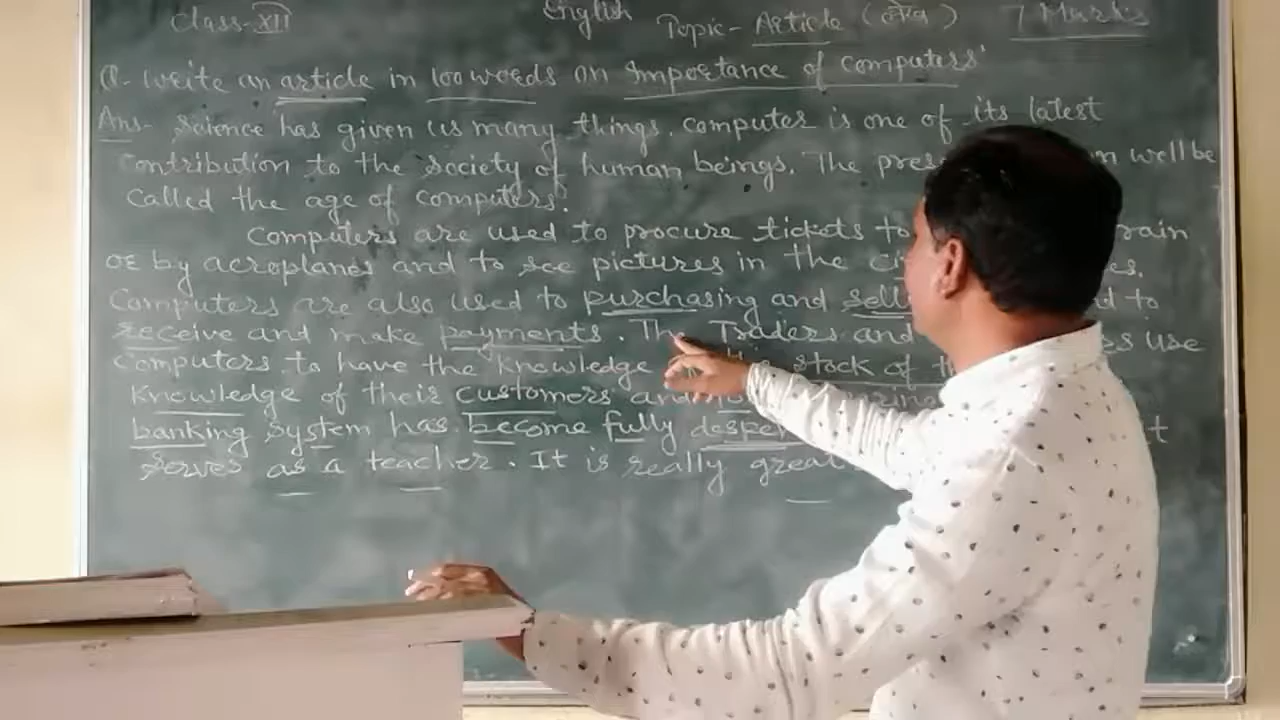 Class-XII English Topic- Article (लेख) 7 Marks
Q. Write an article in 100 words on Importance of computers'
Ans- Science has given us many things. Computer is one of its latest
contribution to the society of human beings. The pres n well be
called the age of computers.
Computers are used to procure tickets to rain
or by aeroplanes and to see pictures in the ci es.
Computers are also used to purchasing and sell d to
receive and make payments. The Traders and es use
computers to have the knowledge stock of
Knowledge of their customers and
banking system has become fully t
serves as a teacher. It is really great